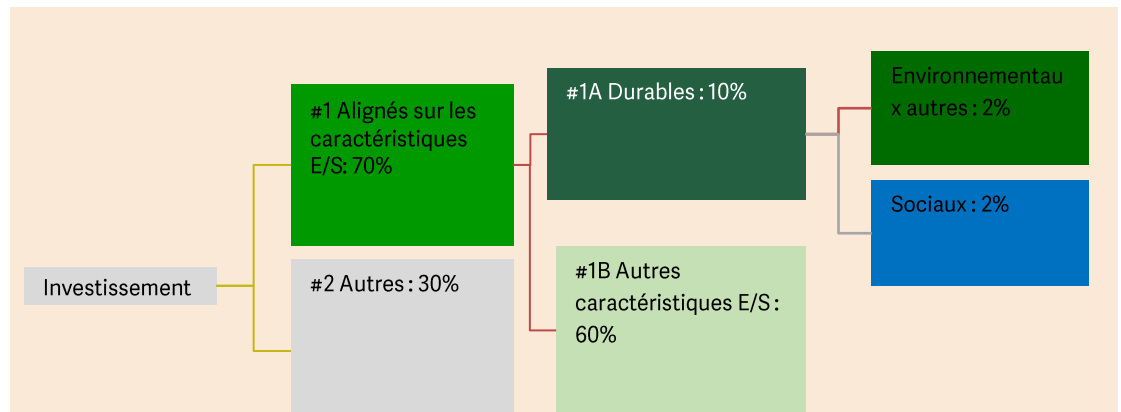 Investissement
#1 Alignés sur les
caractéristiques
E/S: 70%
#2 Autres : 30%
#1A Durables : 10%
#1B Autres
caractéristiques E/S :
60%
Environnementau
x autres : 2%
Sociaux : 2%